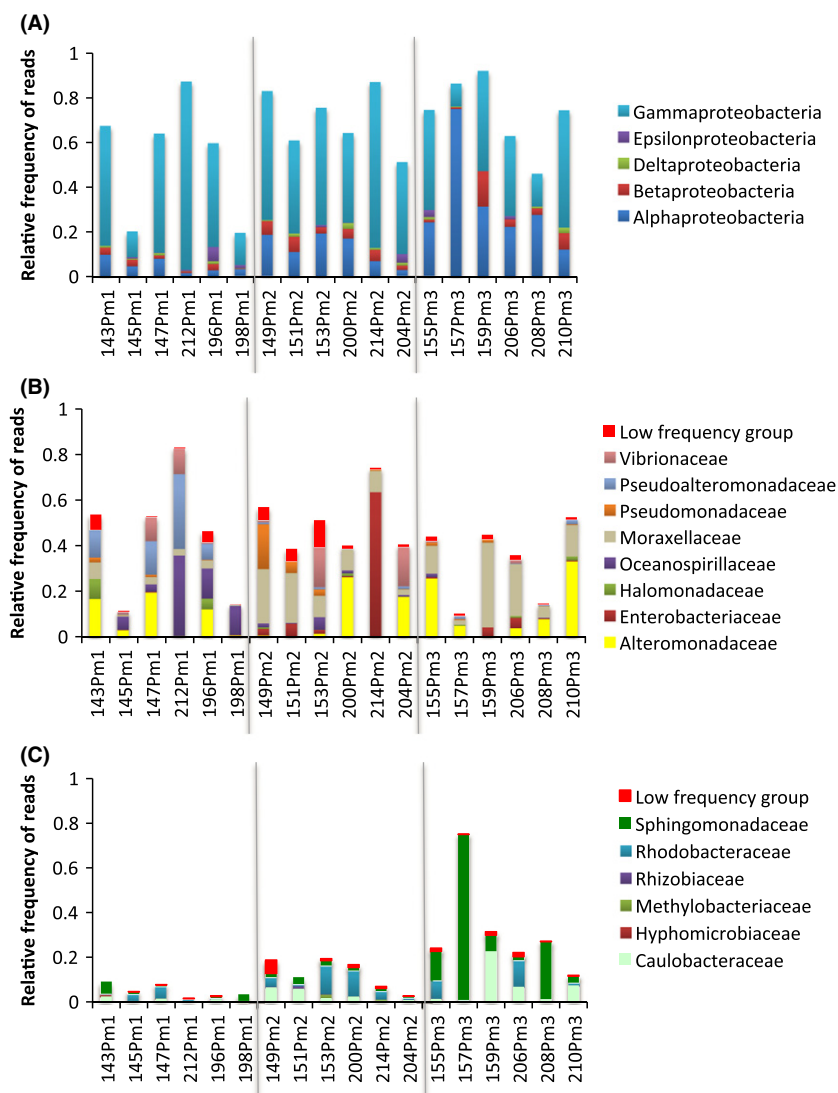 (A)
Relative frequency of reads
1
0.8
0.6
0.4
0.2
0
143Pm1
145Pm1
147Pm1
212Pm1
196Pm1
198Pm1
149Pm2
151Pm2
153Pm2
200Pm2
214Pm2
204Pm2
155Pm3
157Pm3
159Pm3
206Pm3
208Pm3
210Pm3
Gammaproteobacteria
Epsilonproteobacteria
Deltaproteobacteria
Betaproteobacteria
Alphaproteobacteria
(B)
Relative frequency of reads
1
0.8
0.6
0.4
0.2
0
143Pm1
145Pm1
147Pm1
212Pm1
196Pm1
198Pm1
149Pm2
151Pm2
153Pm2
200Pm2
214Pm2
204Pm2
155Pm3
157Pm3
159Pm3
206Pm3
208Pm3
210Pm3
Low frequency group
Vibrionaceae
Pseudoalteromonadaceae
Pseudomonadaceae
Moraxellaceae
Oceanospirillaceae
Halomonadaceae
Enterobacteriaceae
Alteromonadaceae
(C)
Relative frequency of reads
1
0.8
0.6
0.4
0.2
0
143Pm1
145Pm1
147Pm1
212Pm1
196Pm1
198Pm1
149Pm2
151Pm2
153Pm2
200Pm2
214Pm2
204Pm2
155Pm3
157Pm3
159Pm3
206Pm3
208Pm3
210Pm3
Low frequency group
Sphingomonadaceae
Rhodobacteraceae
Rhizobiaceae
Methylobacteriaceae
Hyphomicrobiaceae
Caulobacteraceae